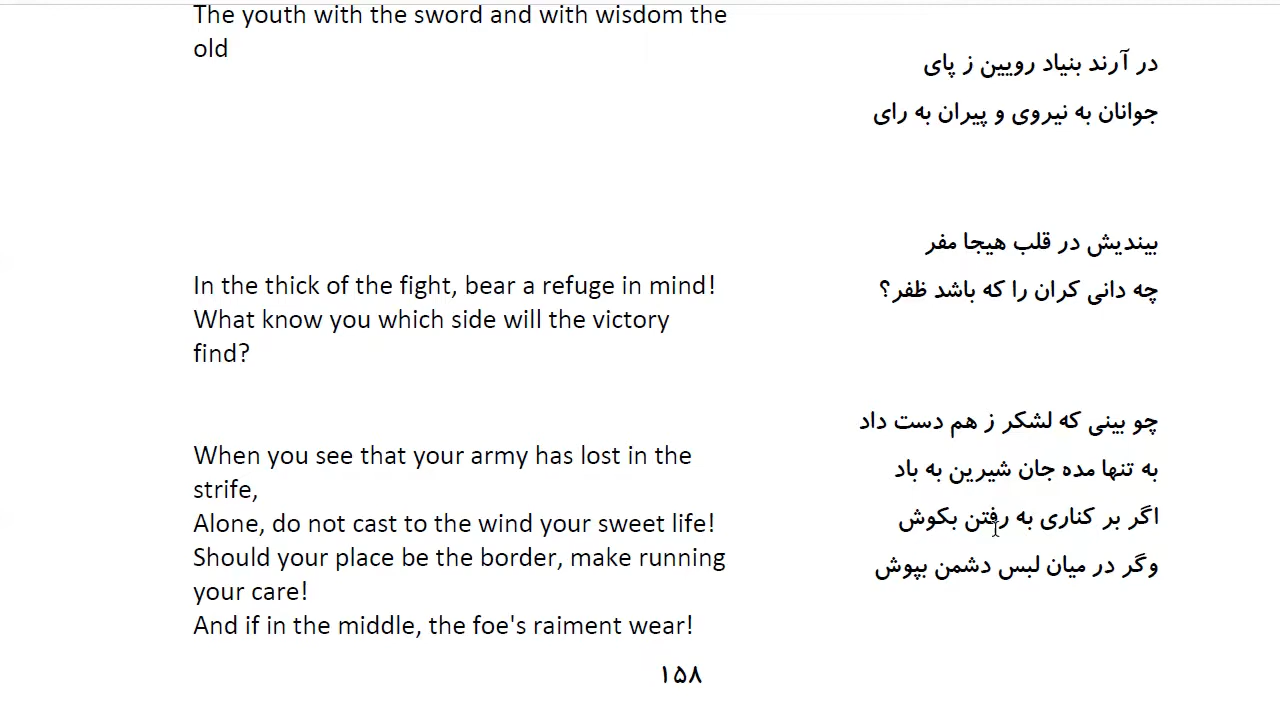 The youth with the sword and with wisdom the
old
در آرند بنیاد رویین ز پای
جوانان به نیروی و پیران به رای
بیندیش در قلب هیجا مفر
چه دانی کران را که باشد ظفر؟
In the thick of the fight, bear a refuge in mind!
What know you which side will the victory
find?
چو بینی که لشکر ز هم دست داد
به تنها مده جان شیرین به باد
اگر بر کناری به رفتن بکوش
وگر در میان لبس دشمن بپوش
When you see that your army has lost in the
strife,
Alone, do not cast to the wind your sweet life!
Should your place be the border, make running
your care!
And if in the middle, the foe's raiment wear!
۱۵۸